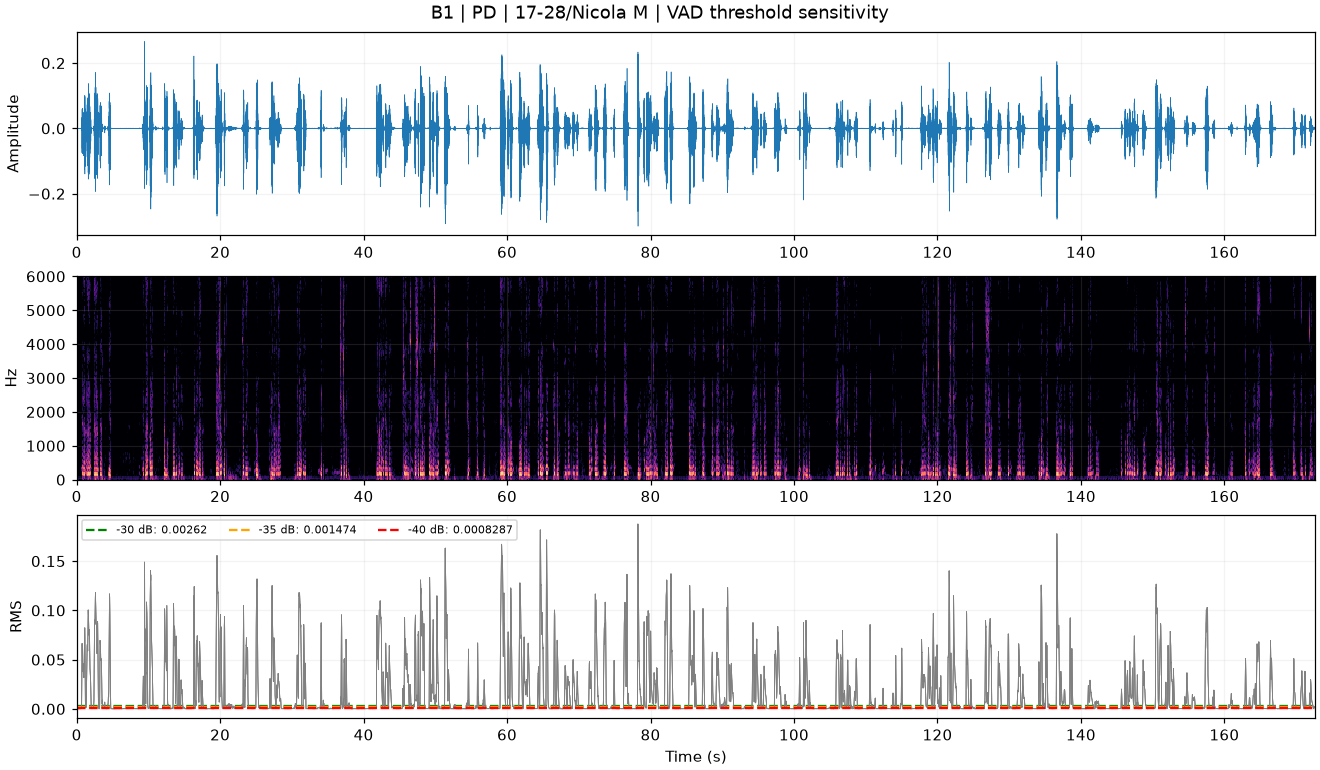 B1 | PD | 17-28/Nicola M | VAD threshold sensitivity
Amplitude
0.2
0.0
−0.2
0 20 40 60 80 100 120 140 160
Hz
6000
5000
4000
3000
2000
1000
0
0 20 40 60 80 100 120 140 160
RMS
-30 dB: 0.00262 -35 dB: 0.001474 -40 dB: 0.0008287
0.15
0.10
0.05
0.00
0 20 40 60 80 100 120 140 160
Time (s)